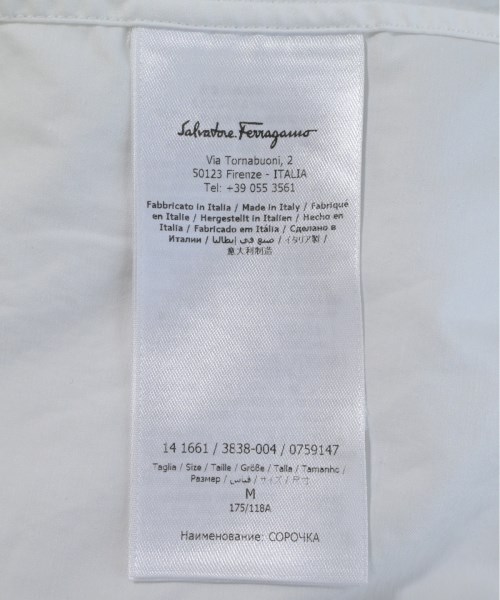 Salvatore Ferragamo
Via Tornabuoni, 2
50123 Firenze - ITALIA
Tel: +39 055 3561
Fabbricato in Italia / Made in Italy / Fabriqué
en Italie / Hergestellt in Italien / Hecho en
Italia / Fabricado em Itália / Сделано в
Италии / صنع في إيطاليا / イタリア製 /
意大利制造
14 1661 / 3838-004 / 0759147
Taglia / Size / Taille / Größe / Talla / Tamanho /
Размер / قياس / サイズ / 尺寸
M
175/118A
Наименование: СОРОЧКА